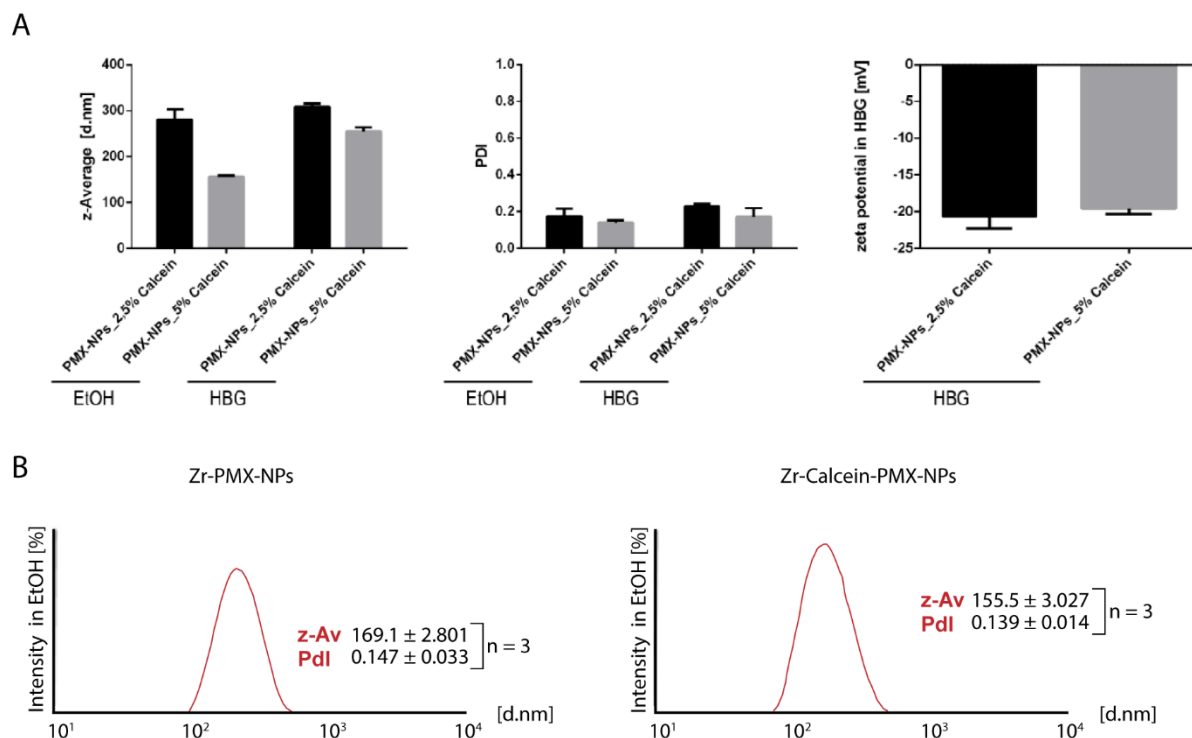 A
z-Average [d.nm]
400
300
200
100
0
PMX-NPs_2,5% Calcein
PMX-NPs_5% Calcein
PMX-NPs_2,5% Calcein
PMX-NPs_5% Calcein
EtOH
HBG
PDI
1.0
0.8
0.6
0.4
0.2
0.0
PMX-NPs_2,5% Calcein
PMX-NPs_5% Calcein
PMX-NPs_2,5% Calcein
PMX-NPs_5% Calcein
EtOH
HBG
zeta potential in HBG [mV]
0
-5
-10
-15
-20
-25
PMX-NPs_2,5% Calcein
PMX-NPs_5% Calcein
HBG
B
Zr-PMX-NPs
Intensity in EtOH [%]
z-Av 169.1 ± 2.801
PdI 0.147 ± 0.033
n = 3
10¹ 10² 10³ 10⁴ [d.nm]
Zr-Calcein-PMX-NPs
Intensity in EtOH [%]
z-Av 155.5 ± 3.027
PdI 0.139 ± 0.014
n = 3
10¹ 10² 10³ 10⁴ [d.nm]